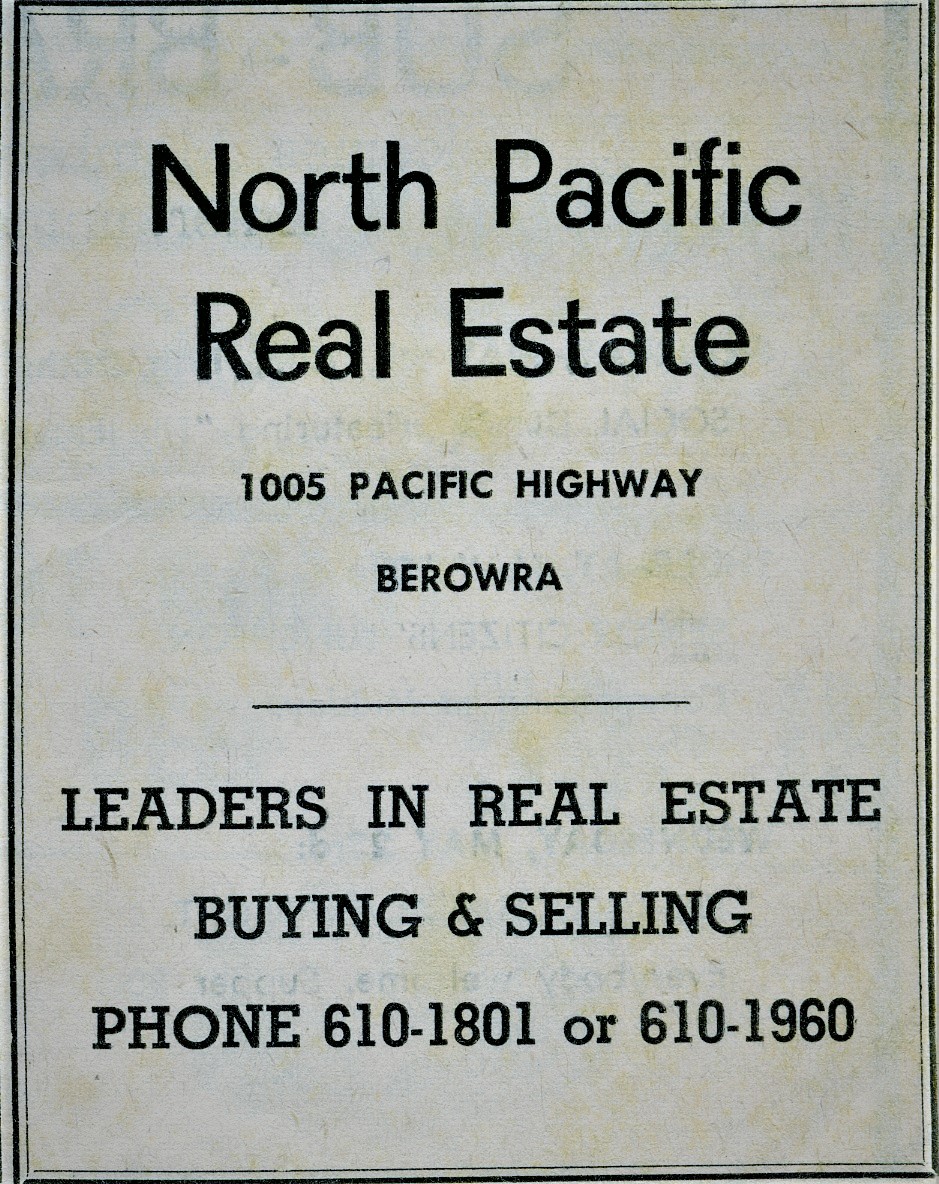 North Pacific
Real Estate
1005 PACIFIC HIGHWAY
BEROWRA
LEADERS IN REAL ESTATE
BUYING & SELLING
PHONE 610-1801 or 610-1960